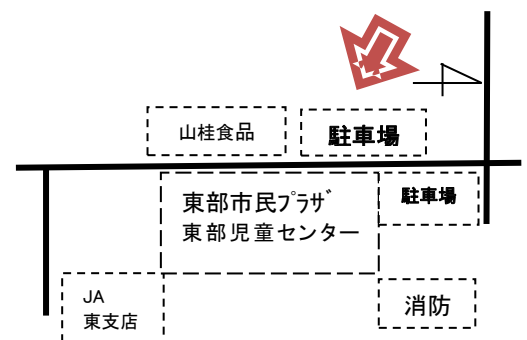 山桂食品
駐車場
東部市民ﾌﾟﾗｻﾞ
駐車場
東部児童センター
JA
東支店
消防